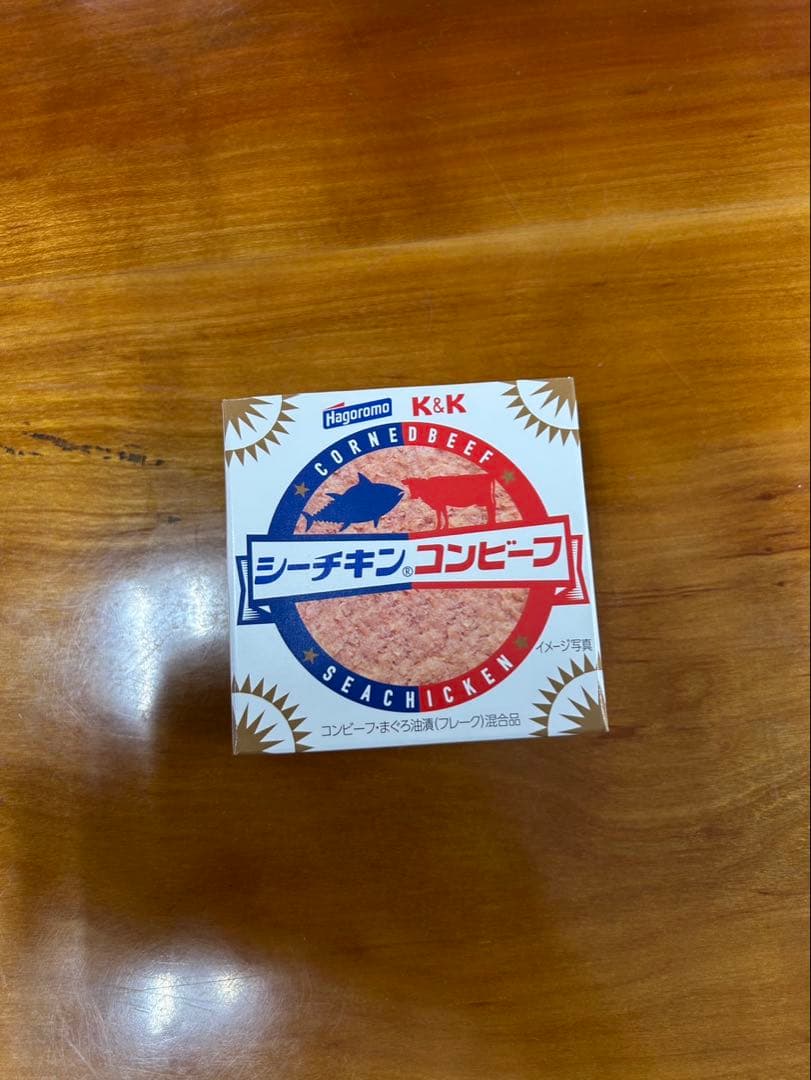 Hagoromo K&K
CORNEDBEEF
シーチキン®コンビーフ
イメージ写真
SEACHICKEN
コンビーフ・まぐろ油漬(フレーク)混合品